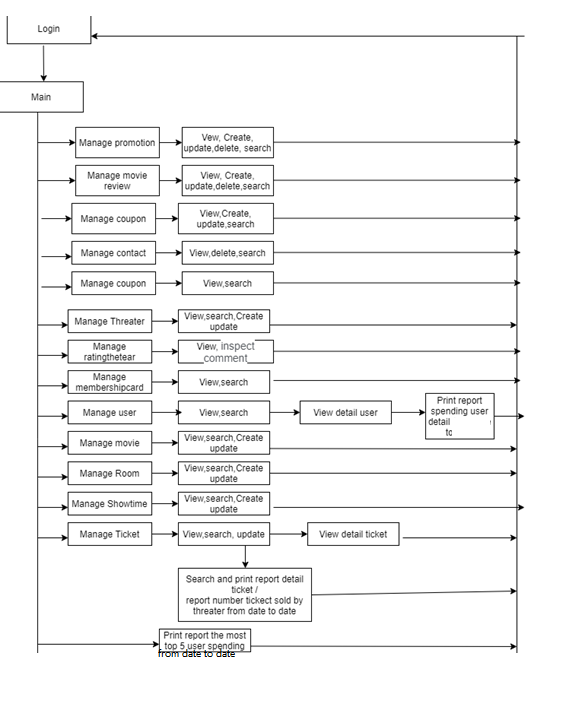 Login
Main
Manage promotion
Vew, Create,
update,delete, search
Manage movie
review
View, Create,
update,delete,search
Manage coupon
View,Create,
update,search
Manage contact
View,delete,search
Manage coupon
View,search
Manage Threater
View,search,Create
update
Manage
ratingthetear
View, inspect
comment
Manage
membershipcard
View,search
Manage user
View,search
View detail user
Print report
spending user
detail
Manage movie
View,search,Create
update
Manage Room
View,search,Create
update
Manage Showtime
View,search,Create
update
Manage Ticket
View,search, update
View detail ticket
Search and print report detail
ticket /
report number tickect sold by
threater from date to date
Print report the most
top 5 user spending
from date to date